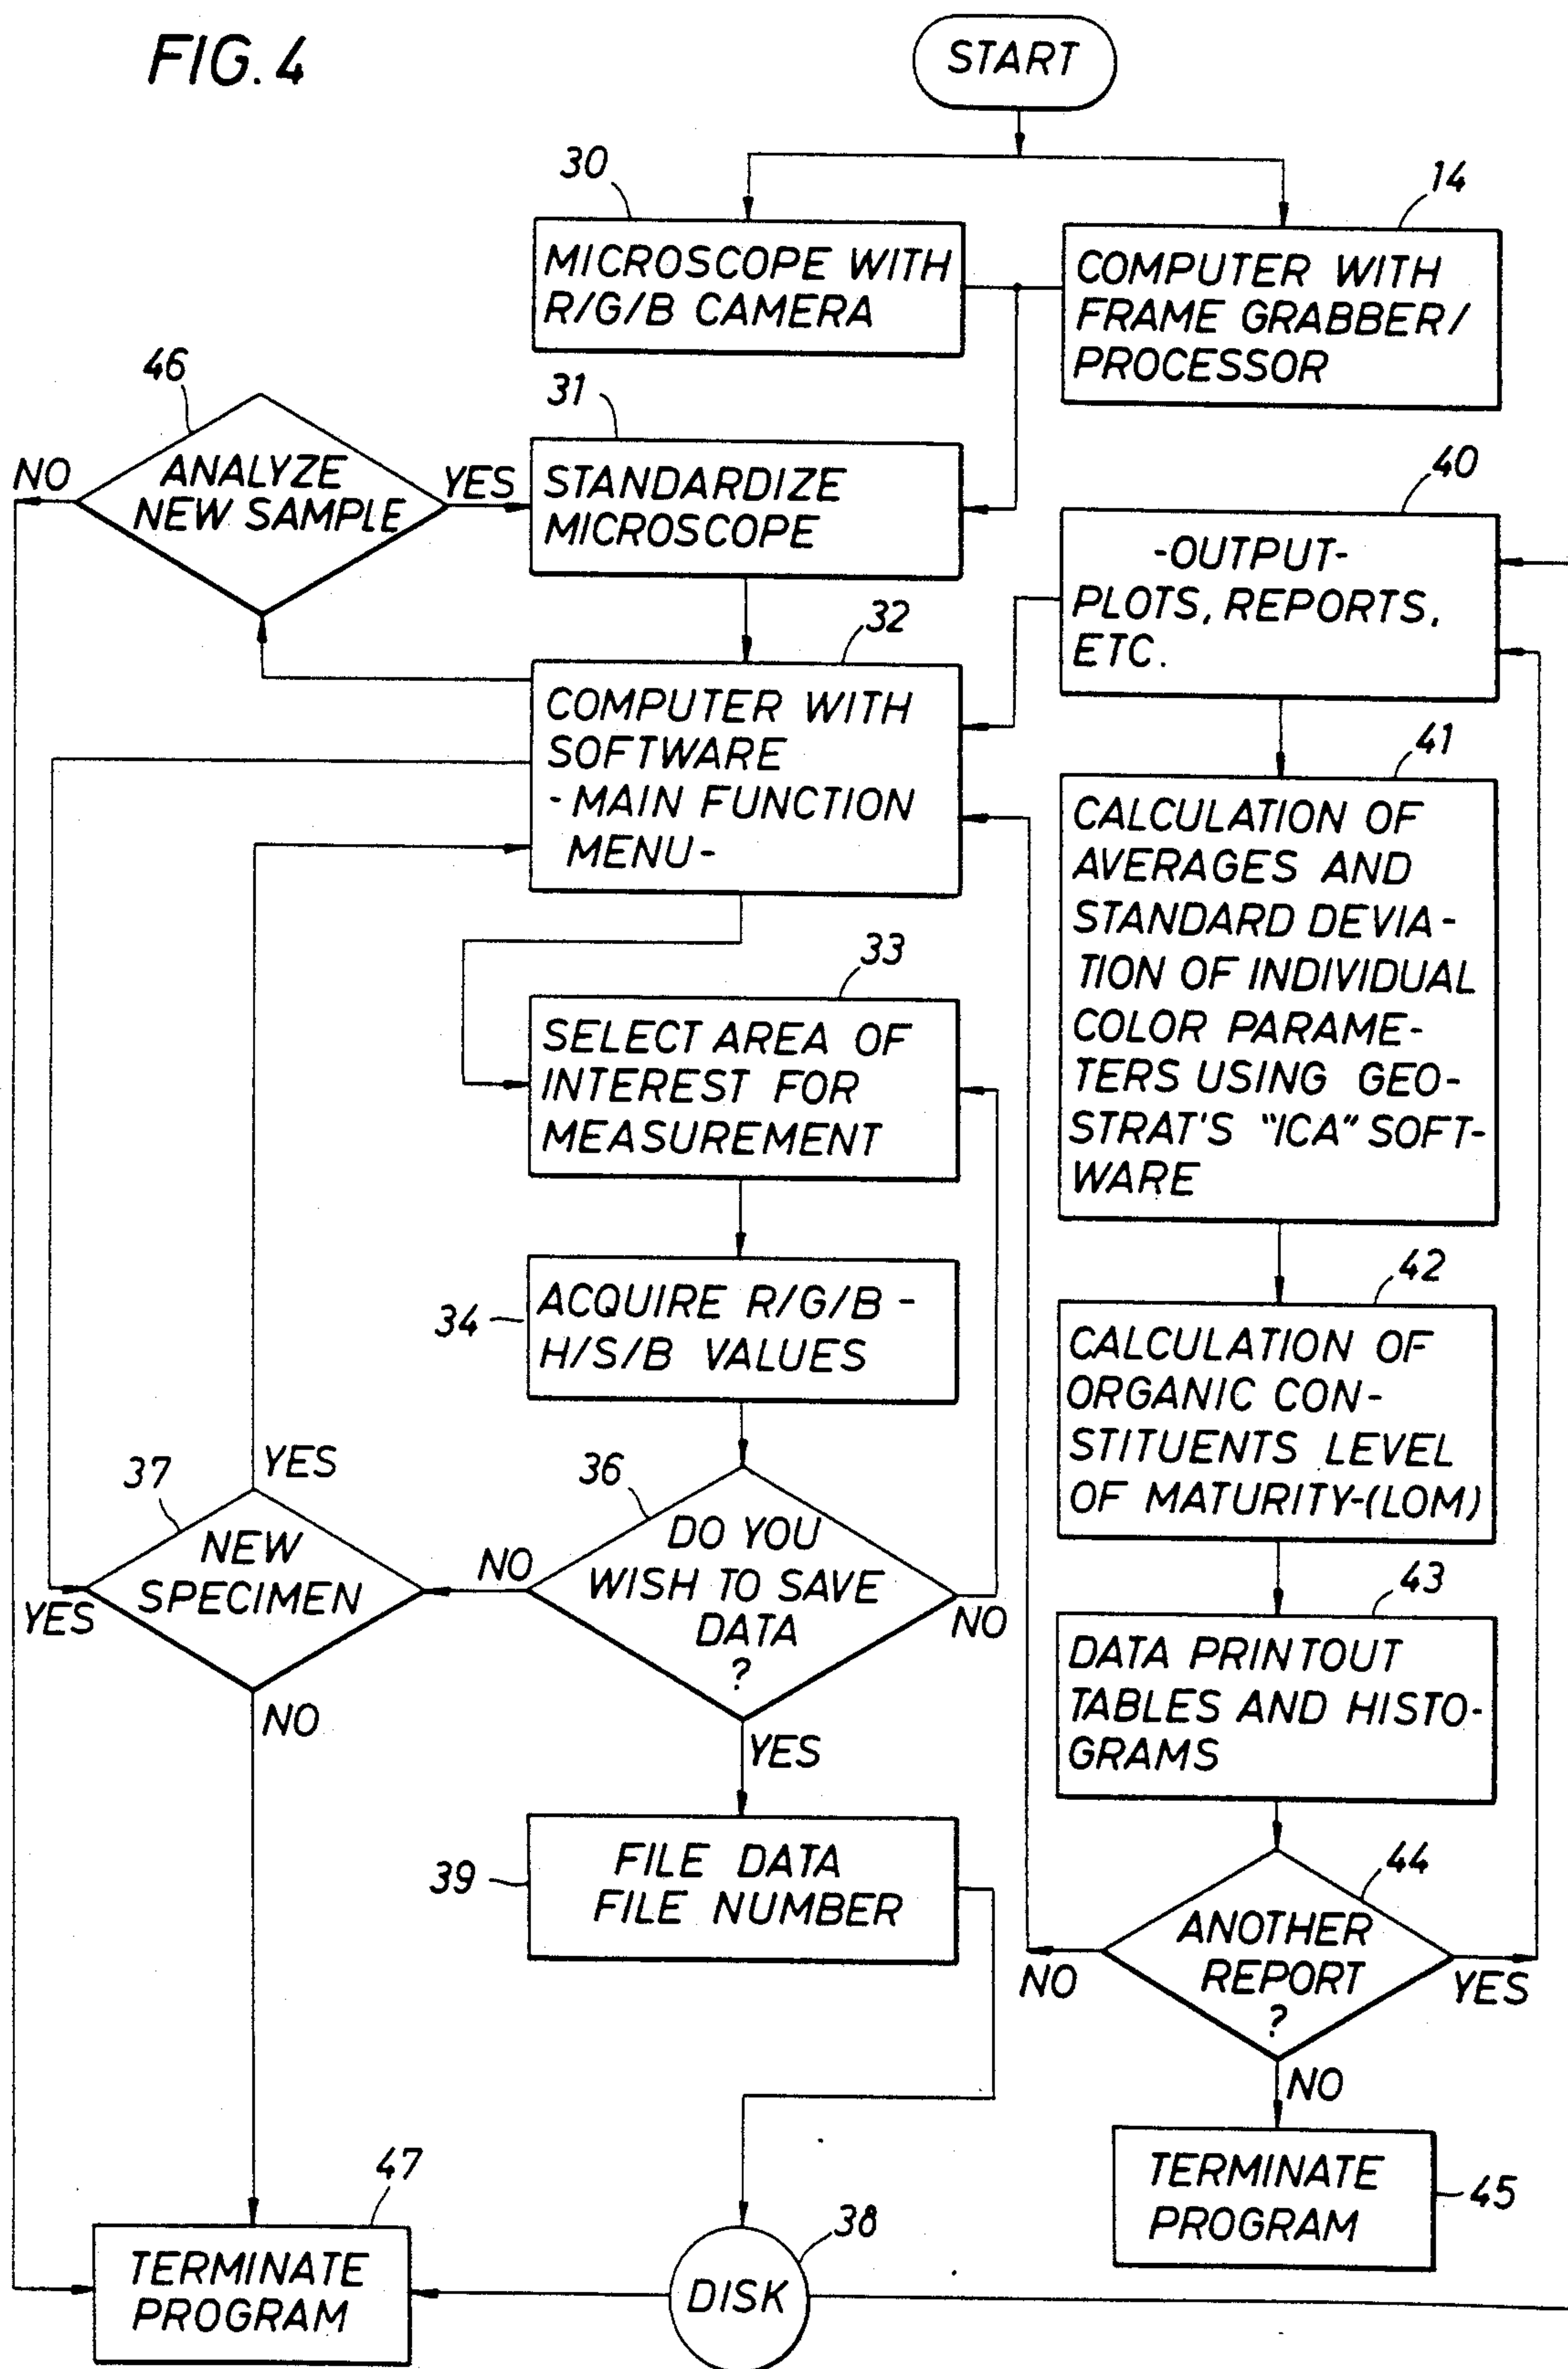 FIG. 4
START
30
14
MICROSCOPE WITH
R/G/B CAMERA
COMPUTER WITH
FRAME GRABBER/
PROCESSOR
46
31
40
NO
ANALYZE
NEW SAMPLE
YES
STANDARDIZE
MICROSCOPE
-OUTPUT-
PLOTS, REPORTS,
ETC.
32
COMPUTER WITH
SOFTWARE
- MAIN FUNCTION
MENU-
41
CALCULATION OF
AVERAGES AND
STANDARD DEVIA-
TION OF INDIVIDUAL
COLOR PARAME-
TERS USING GEO-
STRAT'S "ICA" SOFT-
WARE
33
SELECT AREA OF
INTEREST FOR
MEASUREMENT
34
ACQUIRE R/G/B -
H/S/B VALUES
42
CALCULATION OF
ORGANIC CON-
STITUENTS LEVEL
OF MATURITY-(LOM)
37
YES
36
NEW
SPECIMEN
YES
NO
NO
DO YOU
WISH TO SAVE
DATA
?
NO
YES
43
DATA PRINTOUT
TABLES AND HISTO-
GRAMS
39
FILE DATA
FILE NUMBER
44
ANOTHER
REPORT
?
NO
YES
NO
47
TERMINATE
PROGRAM
38
DISK
TERMINATE
PROGRAM
45